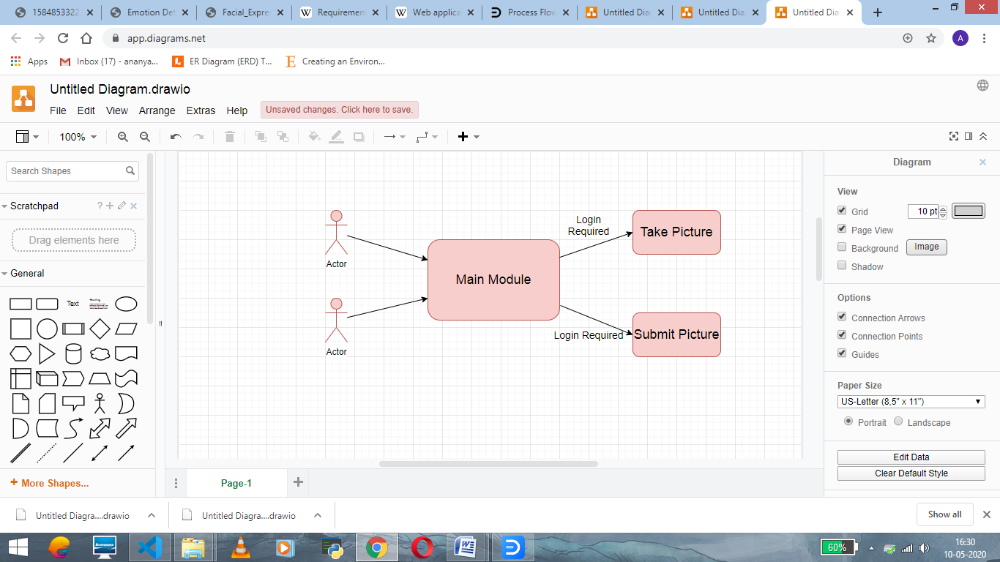 1584853322
Emotion Det
Facial_Expre
Requiremen
Web applica
Process Flow
Untitled Dia
Untitled Dia
Untitled Dia
app.diagrams.net
A
Apps
Inbox (17) - ananya...
ER Diagram (ERD) T...
Creating an Environ...
Untitled Diagram.drawio
File Edit View Arrange Extras Help
Unsaved changes. Click here to save.
100%
Search Shapes
Scratchpad
?
Drag elements here
General
Text
Heading
More Shapes...
Actor
Actor
Main Module
Login
Required
Take Picture
Login Required
Submit Picture
Page-1
Diagram
View
Grid
10 pt
Page View
Background
Image
Shadow
Options
Connection Arrows
Connection Points
Guides
Paper Size
US-Letter (8,5" x 11")
Portrait
Landscape
Edit Data
Clear Default Style
Untitled Diagra....drawio
Untitled Diagra....drawio
Show all
lenovo
60%
16:30
10-05-2020